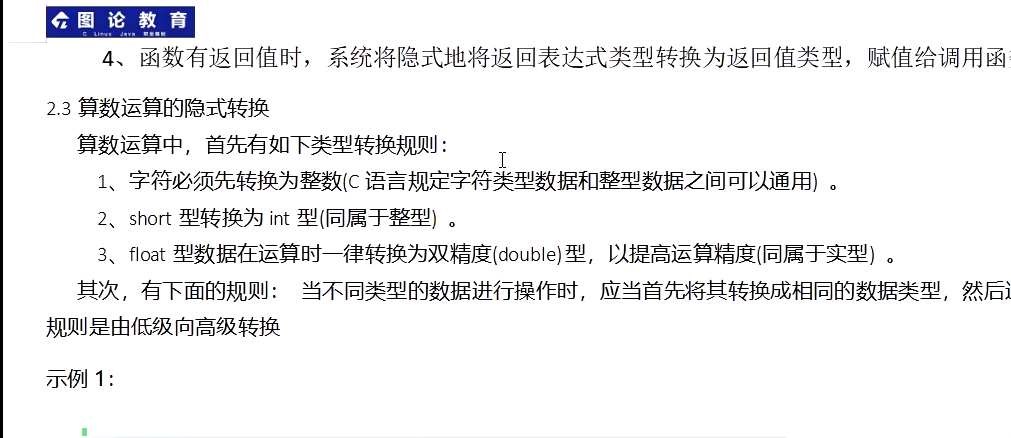 图论教育
C Linux Java
4、函数有返回值时，系统将隐式地将返回表达式类型转换为返回值类型，赋值给调用函
2.3 算数运算的隐式转换
算数运算中，首先有如下类型转换规则：
1、字符必须先转换为整数(C 语言规定字符类型数据和整型数据之间可以通用) 。
2、short 型转换为 int 型(同属于整型) 。
3、float 型数据在运算时一律转换为双精度(double)型，以提高运算精度(同属于实型) 。
其次，有下面的规则： 当不同类型的数据进行操作时，应当首先将其转换成相同的数据类型，然后
规则是由低级向高级转换
示例 1：